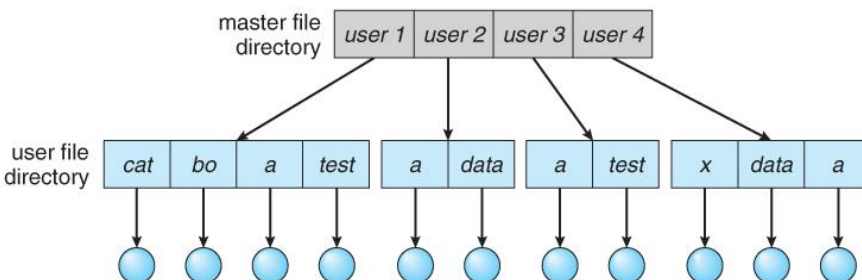 master file
directory
user 1 user 2 user 3 user 4
user file
directory
cat bo a test a data a test x data a